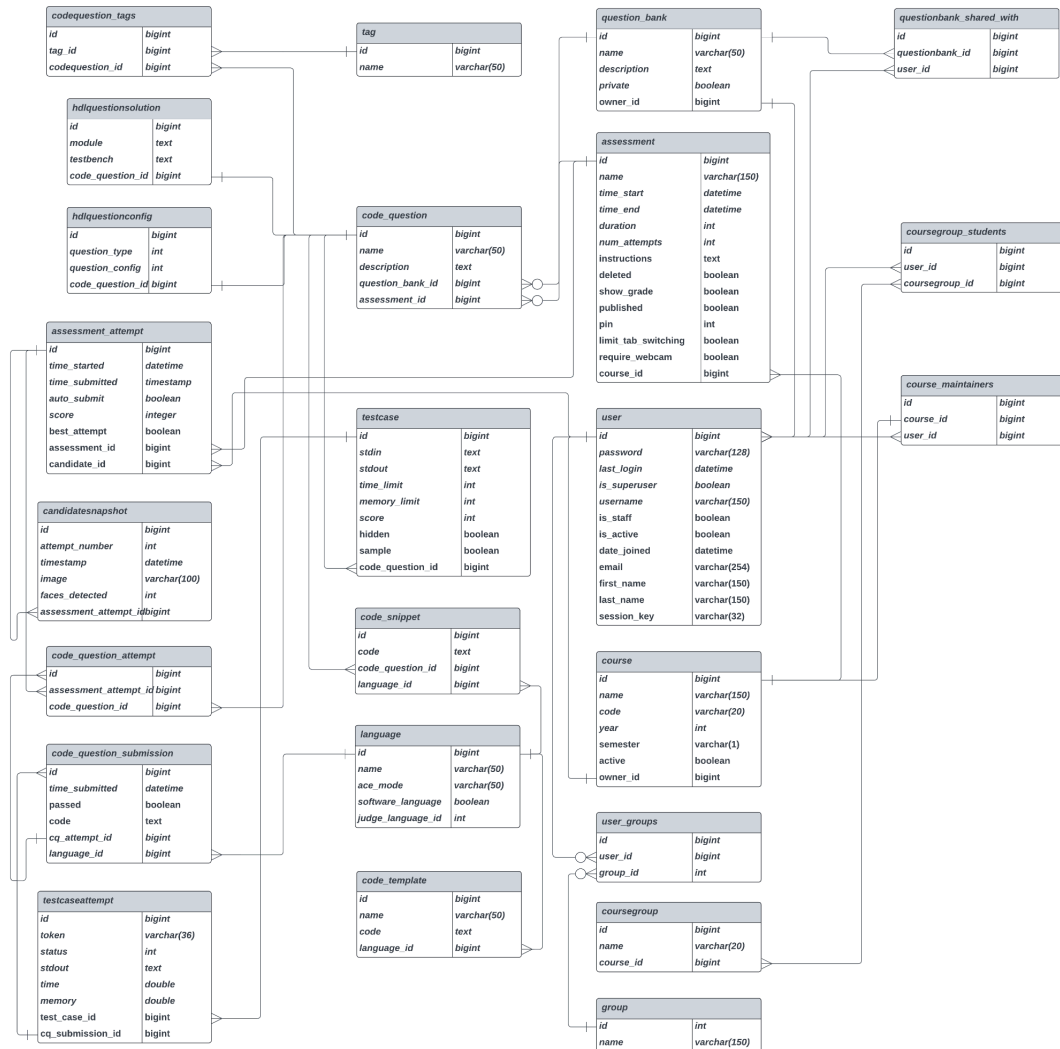 codequestion_tags
id bigint
tag_id bigint
codequestion_id bigint
tag
id bigint
name varchar(50)
question_bank
id bigint
name varchar(50)
description text
private boolean
owner_id bigint
questionbank_shared_with
id bigint
questionbank_id bigint
user_id bigint
hdlquestionsolution
id bigint
module text
testbench text
code_question_id bigint
assessment
id bigint
name varchar(150)
time_start datetime
time_end datetime
duration int
num_attempts int
instructions text
deleted boolean
show_grade boolean
published boolean
pin int
limit_tab_switching boolean
require_webcam boolean
course_id bigint
hdlquestionconfig
id bigint
question_type int
question_config int
code_question_id bigint
code_question
id bigint
name varchar(50)
description text
question_bank_id bigint
assessment_id bigint
coursegroup_students
id bigint
user_id bigint
coursegroup_id bigint
assessment_attempt
id bigint
time_started datetime
time_submitted timestamp
auto_submit boolean
score integer
best_attempt boolean
assessment_id bigint
candidate_id bigint
course_maintainers
id bigint
course_id bigint
user_id bigint
testcase
id bigint
stdin text
stdout text
time_limit int
memory_limit int
score int
hidden boolean
sample boolean
code_question_id bigint
user
id bigint
password varchar(128)
last_login datetime
is_superuser boolean
username varchar(150)
is_staff boolean
is_active boolean
date_joined datetime
email varchar(254)
first_name varchar(150)
last_name varchar(150)
session_key varchar(32)
candidatesnapshot
id bigint
attempt_number int
timestamp datetime
image varchar(100)
faces_detected int
assessment_attempt_id bigint
code_snippet
id bigint
code text
code_question_id bigint
language_id bigint
code_question_attempt
id bigint
assessment_attempt_id bigint
code_question_id bigint
course
id bigint
name varchar(150)
code varchar(20)
year int
semester varchar(1)
active boolean
owner_id bigint
language
id bigint
name varchar(50)
ace_mode varchar(50)
software_language boolean
judge_language_id int
code_question_submission
id bigint
time_submitted datetime
passed boolean
code text
cq_attempt_id bigint
language_id bigint
user_groups
id bigint
user_id bigint
group_id int
code_template
id bigint
name varchar(50)
code text
language_id bigint
testcaseattempt
id bigint
token varchar(36)
status int
stdout text
time double
memory double
test_case_id bigint
cq_submission_id bigint
coursegroup
id bigint
name varchar(20)
course_id bigint
group
id int
name varchar(150)